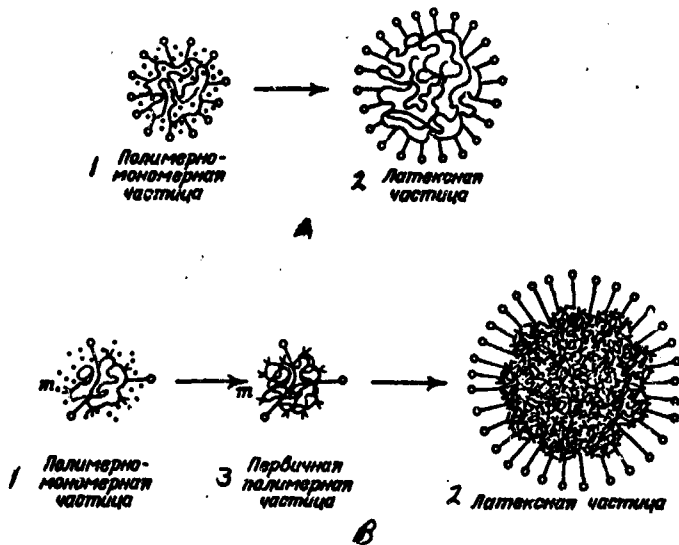 1 Полимерно-
мономерная
частица
2 Латексная
частица
A
m
m
1 Полимерно-
мономерная
частица
3 Первичная
полимерная
частица
2 Латексная частица
B